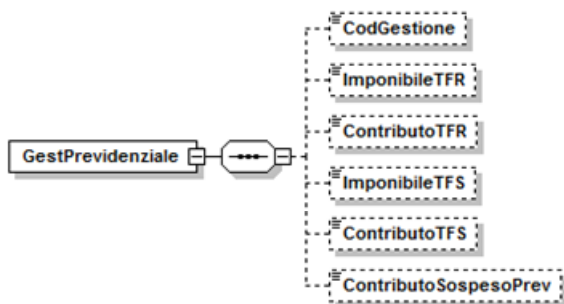 CodGestione
ImponibileTFR
ContributoTFR
GestPrevidenziale
ImponibileTFS
ContributoTFS
ContributoSospesoPrev